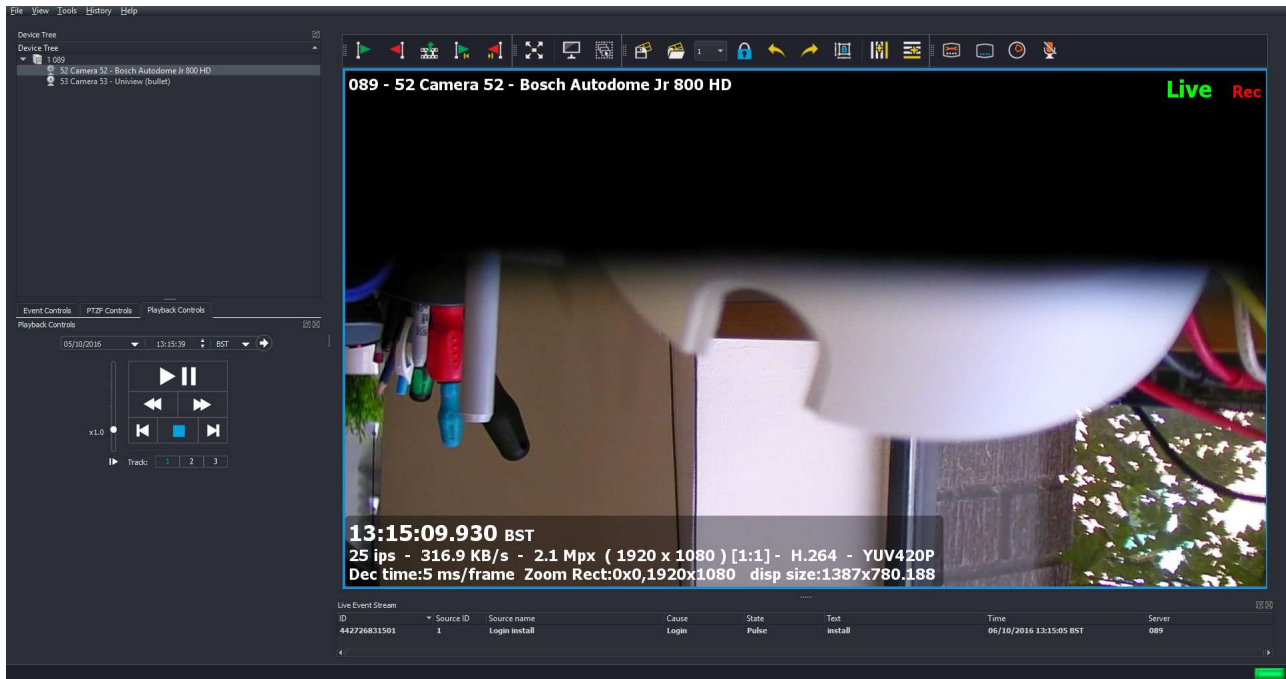 File View Tools History Help
Device Tree
Device Tree
1 089
52 Camera 52 - Bosch Autodome Jr 800 HD
53 Camera 53 - Uniview (bullet)
1
089 - 52 Camera 52 - Bosch Autodome Jr 800 HD
Live Rec
Event Controls PTZF Controls Playback Controls
Playback Controls
05/10/2016 13:15:39 BST
x1.0
Track: 1 2 3
13:15:09.930 BST
25 ips - 316.9 KB/s - 2.1 Mpx ( 1920 x 1080 ) [1:1] - H.264 - YUV420P
Dec time:5 ms/frame Zoom Rect:0x0,1920x1080 disp size:1387x780.188
Live Event Stream
ID Source ID Source name Cause State Text Time Server
442726831501 1 Login install Login Pulse install 06/10/2016 13:15:05 BST 089